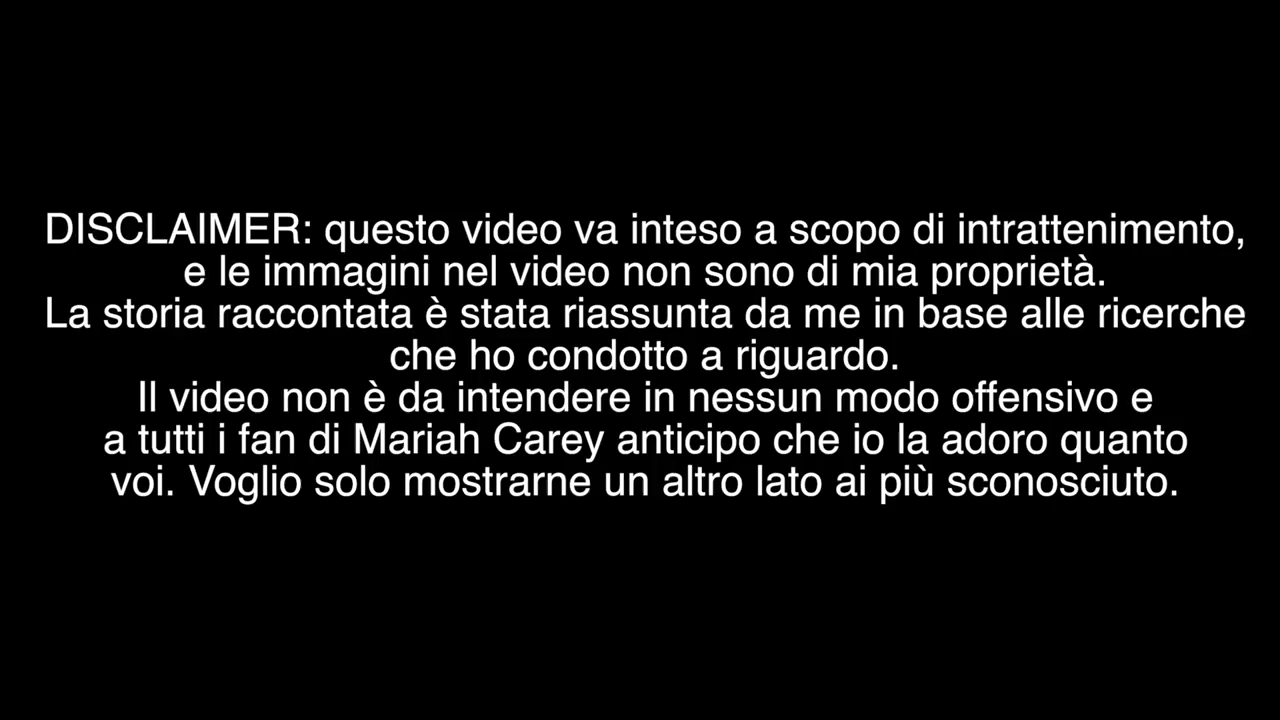 DISCLAIMER: questo video va inteso a scopo di intrattenimento,
e le immagini nel video non sono di mia proprietà.
La storia raccontata è stata riassunta da me in base alle ricerche
che ho condotto a riguardo.
Il video non è da intendere in nessun modo offensivo e
a tutti i fan di Mariah Carey anticipo che io la adoro quanto
voi. Voglio solo mostrarne un altro lato ai più sconosciuto.